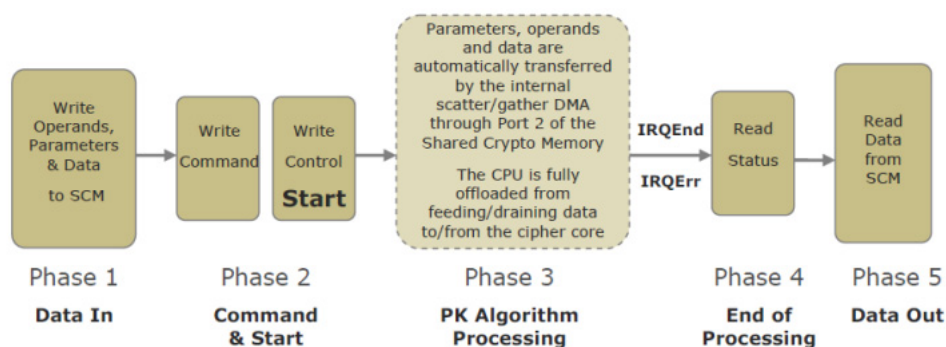 Write
Operands,
Parameters
& Data
to SCM
Write
Command
Write
Control
Start
Parameters, operands
and data are
automatically transferred
by the internal
scatter/gather DMA
through Port 2 of the
Shared Crypto Memory
The CPU is fully
offloaded from
feeding/draining data
to/from the cipher core
IRQEnd
IRQErr
Read
Status
Read
Data
from
SCM
Phase 1
Data In
Phase 2
Command
& Start
Phase 3
PK Algorithm
Processing
Phase 4
End of
Processing
Phase 5
Data Out